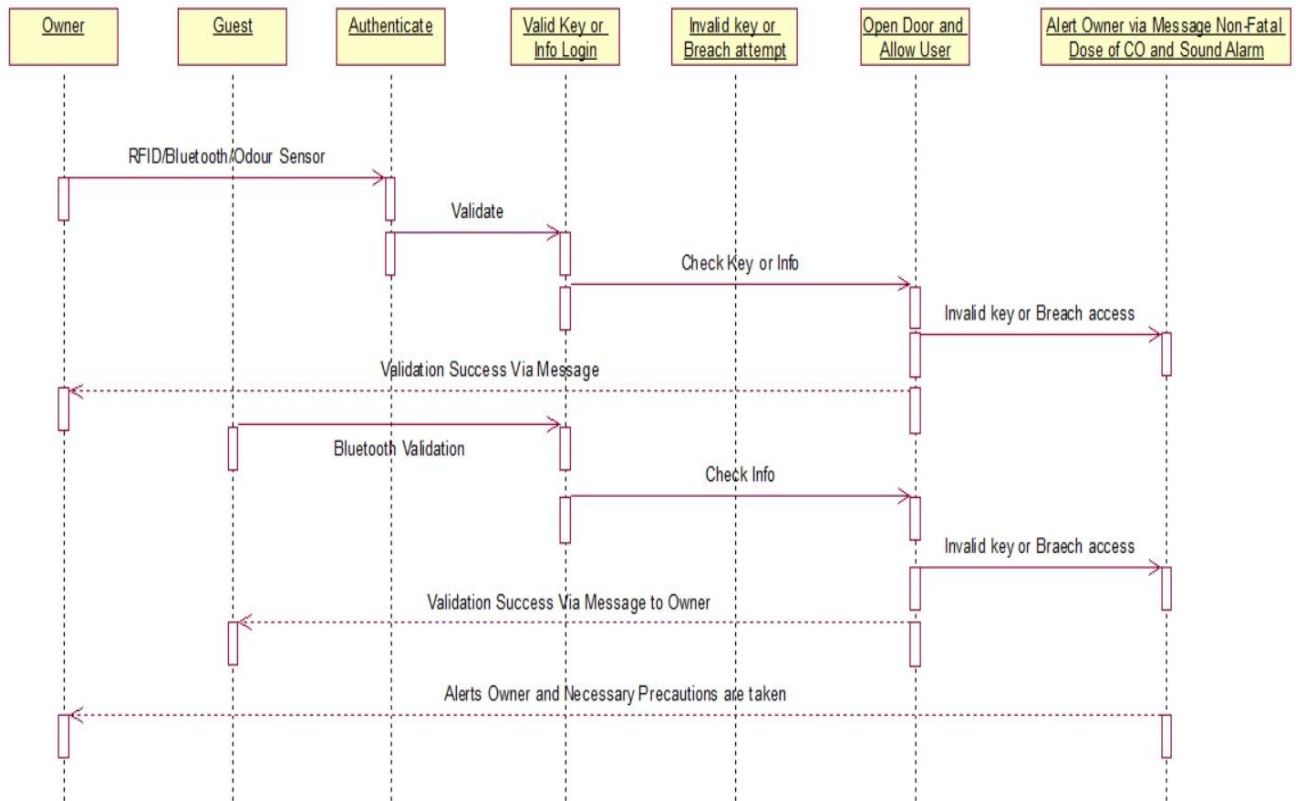 Owner
Guest
Authenticate
Valid Key or
Info Login
Invalid key or
Breach attempt
Open Door and
Allow User
Alert Owner via Message Non-Fatal
Dose of CO and Sound Alarm
RFID/Bluetooth/Odour Sensor
Validate
Check Key or Info
Invalid key or Breach access
Validation Success Via Message
Bluetooth Validation
Check Info
Invalid key or Braech access
Validation Success Via Message to Owner
Alerts Owner and Necessary Precautions are taken